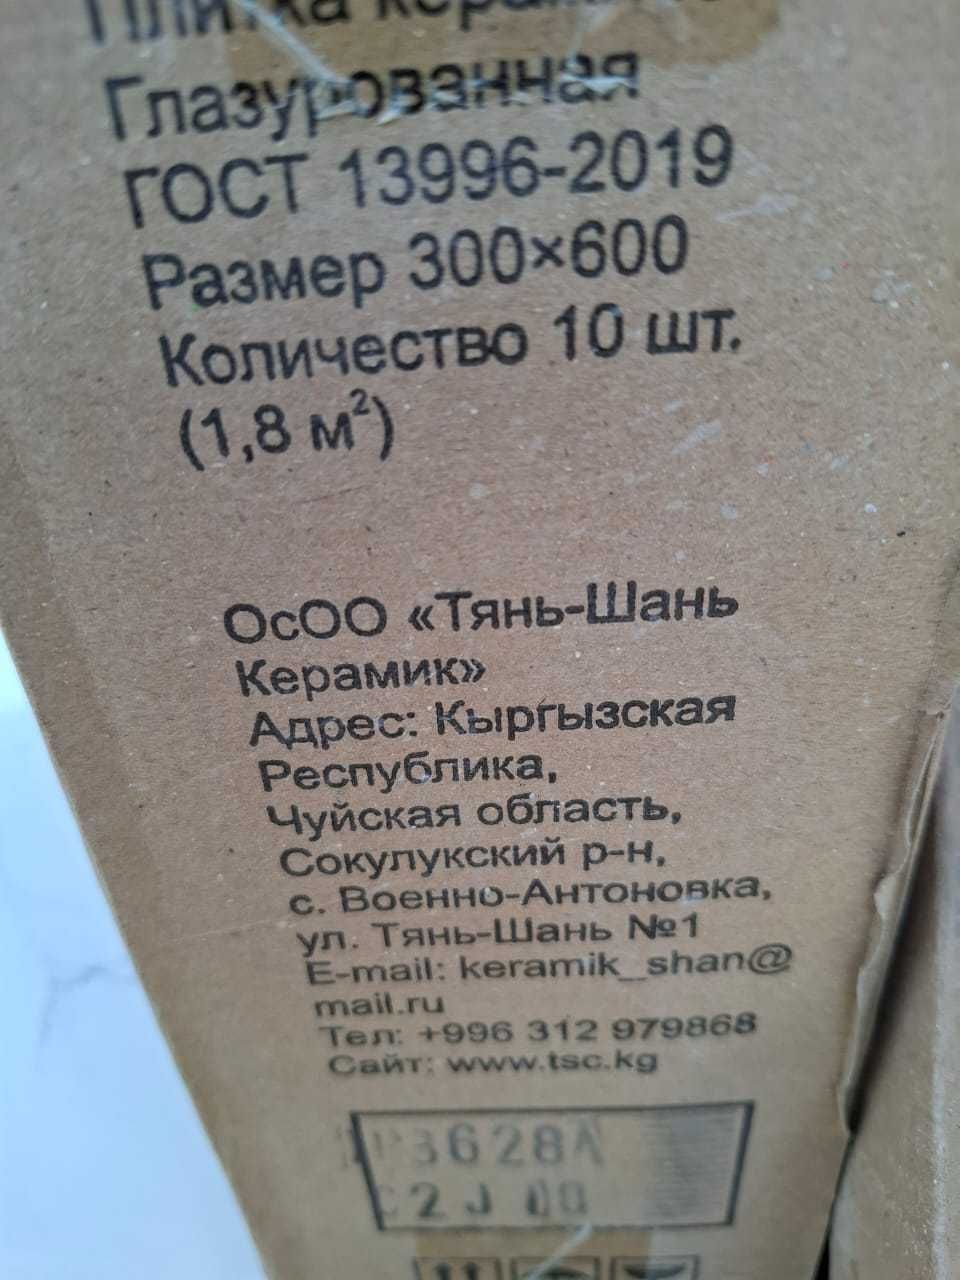 Плитка
Глазурованная
ГОСТ 13996-2019
Размер 300×600
Количество 10 шт.
(1,8 м²)
ОсОО «Тянь-Шань
Керамик»
Адрес: Кыргызская
Республика,
Чуйская область,
Сокулукский р-н,
с. Военно-Антоновка,
ул. Тянь-Шань №1
E-mail: keramik_shan@
mail.ru
Тел: +996 312 979868
Сайт: www.tsc.kg